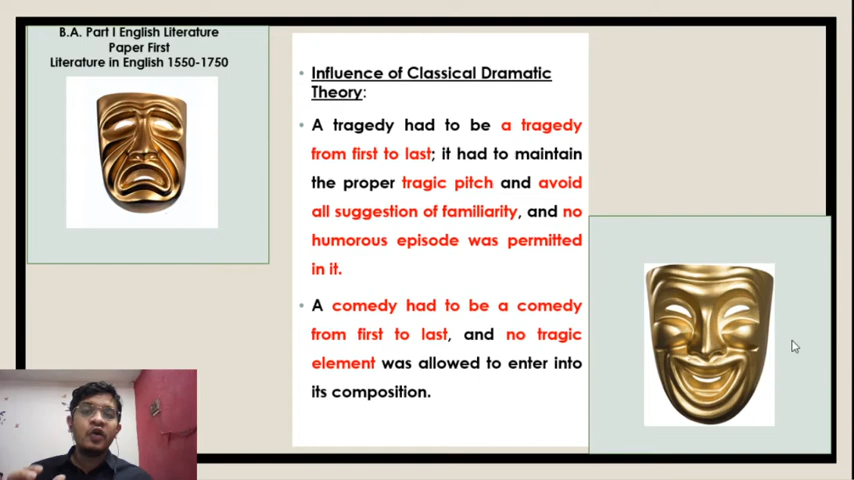 B.A. Part I English Literature
Paper First
Literature in English 1550-1750
• Influence of Classical Dramatic
Theory:
• A tragedy had to be a tragedy
from first to last; it had to maintain
the proper tragic pitch and avoid
all suggestion of familiarity, and no
humorous episode was permitted
in it.
• A comedy had to be a comedy
from first to last, and no tragic
element was allowed to enter into
its composition.